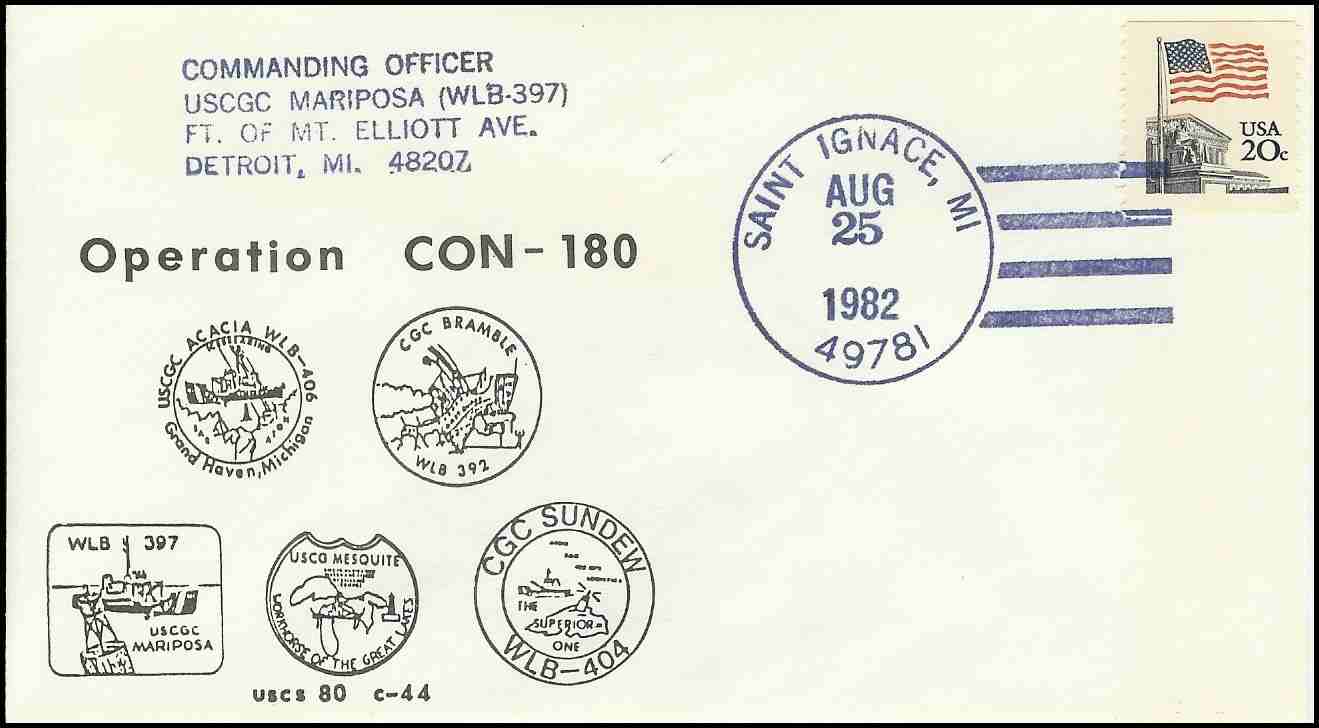 COMMANDING OFFICER
USCGC MARIPOSA (WLB-397)
FT. OF MT. ELLIOTT AVE.
DETROIT, MI. 48207
SAINT IGNACE, MI
AUG
25
1982
49781
USA
20c
Operation CON-180
USCGC ACACIA WLB-406
Grand Haven, Michigan
CGC BRAMBLE
WLB 392
WLB 397
USCGC
MARIPOSA
USCG MESQUITE
WORKHORSE OF THE GREAT LAKES
CGC SUNDEW
THE
SUPERIOR
ONE
WLB-404
USCS 80 C-44